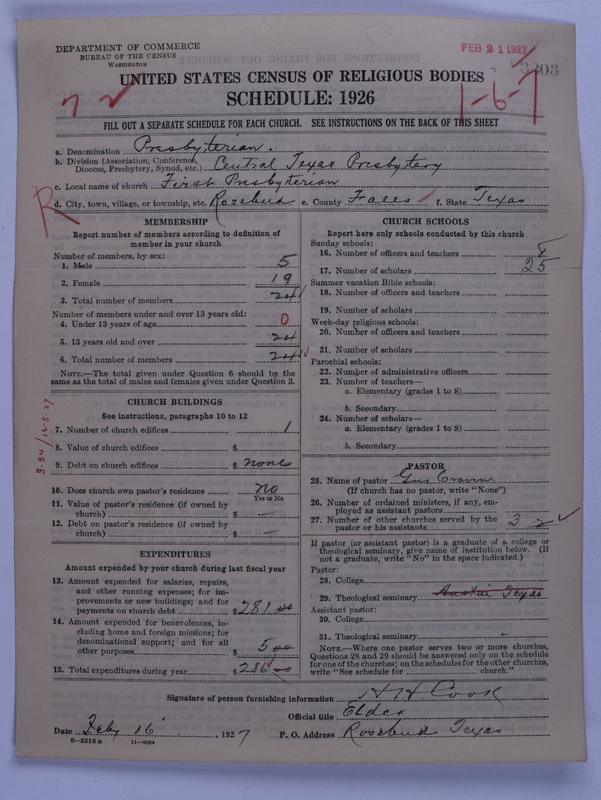 DEPARTMENT OF COMMERCE
BUREAU OF THE CENSUS
WASHINGTON
FEB 21 1927
UNITED STATES CENSUS OF RELIGIOUS BODIES
SCHEDULE: 1926
1-6-7
FILL OUT A SEPARATE SCHEDULE FOR EACH CHURCH. SEE INSTRUCTIONS ON THE BACK OF THIS SHEET
a. Denomination Presbyterian.
b. Division (Association, Conference, Diocese, Presbytery, Synod, etc.) Central Texas Presbytery
c. Local name of church First Presbyterian
d. City, town, village, or township, etc. Rosebud e. County Falls f. State Texas
MEMBERSHIP
Report number of members according to definition of
member in your church
Number of members, by sex:
1. Male 5
2. Female 19
3. Total number of members 24
Number of members under and over 13 years old:
4. Under 13 years of age 0
5. 13 years old and over 24
6. Total number of members 24
NOTE.—The total given under Question 6 should be the
same as the total of males and females given under Question 3.
CHURCH BUILDINGS
See instructions, paragraphs 10 to 12
7. Number of church edifices 1
8. Value of church edifices $
9. Debt on church edifices $ none
10. Does church own pastor's residence no
Yes or No
11. Value of pastor's residence (if owned by
church) $ —
12. Debt on pastor's residence (if owned by
church) $ —
EXPENDITURES
Amount expended by your church during last fiscal year
13. Amount expended for salaries, repairs,
and other running expenses; for im-
provements or new buildings; and for
payments on church debt $ 281.00
14. Amount expended for benevolences, in-
cluding home and foreign missions; for
denominational support; and for all
other purposes $ 5 00
15. Total expenditures during year $ 286 00
CHURCH SCHOOLS
Report here only schools conducted by this church
Sunday schools:
16. Number of officers and teachers 8
17. Number of scholars 25
Summer vacation Bible schools:
18. Number of officers and teachers
19. Number of scholars
Week-day religious schools:
20. Number of officers and teachers
21. Number of scholars
Parochial schools:
22. Number of administrative officers
23. Number of teachers—
a. Elementary (grades 1 to 8)
b. Secondary
24. Number of scholars—
a. Elementary (grades 1 to 8)
b. Secondary
PASTOR
25. Name of pastor Gus Craven
(If church has no pastor, write "None")
26. Number of ordained ministers, if any, em-
ployed as assistant pastors
27. Number of other churches served by the
pastor or his assistants 3 2
If pastor (or assistant pastor) is a graduate of a college or
theological seminary, give name of institution below. (If
not a graduate, write "No" in the space indicated.)
Pastor:
28. College
29. Theological seminary Austin Texas
Assistant pastor:
30. College
31. Theological seminary –
NOTE.—Where one pastor serves two or more churches,
Questions 28 and 29 should be answered only on the schedule
for one of the churches; on the schedules for the other churches,
write "See schedule for church."
Signature of person furnishing information H H Cook
Official title Elder
Date Feby 16, 1927 P. O. Address Rosebud Texas
6-5518 a 11-9084